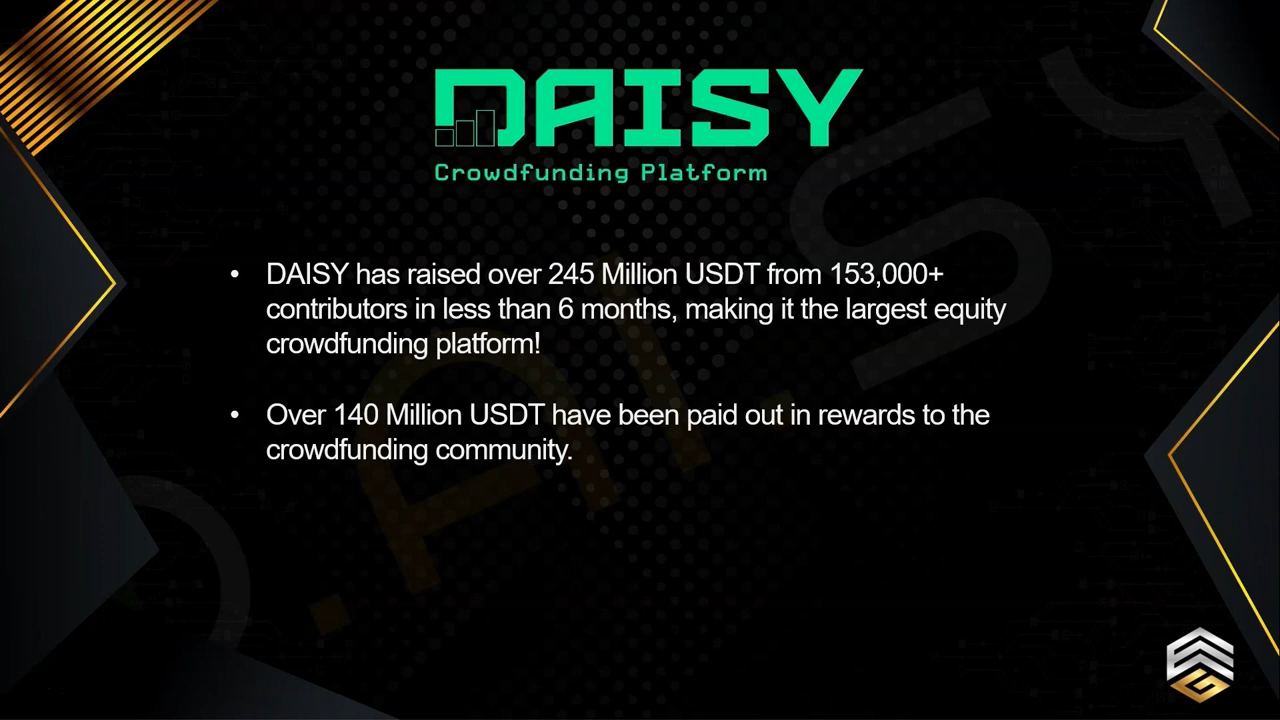 DAISY
Crowdfunding Platform
• DAISY has raised over 245 Million USDT from 153,000+
contributors in less than 6 months, making it the largest equity
crowdfunding platform!
• Over 140 Million USDT have been paid out in rewards to the
crowdfunding community.
D.A.I.S.Y